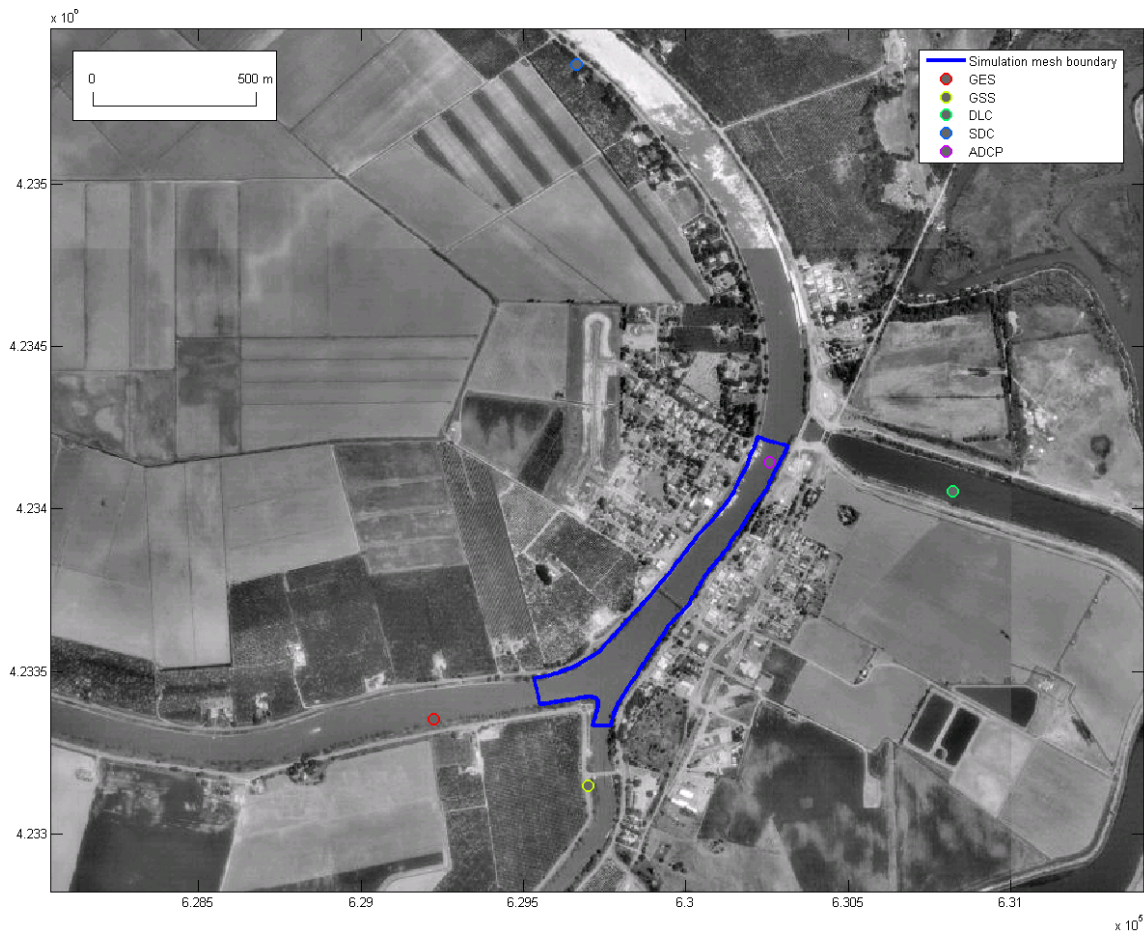 x 10⁶
0 500 m
Simulation mesh boundary
GES
GSS
DLC
SDC
ADCP
4.235
4.2345
4.234
4.2335
4.233
6.285 6.29 6.295 6.3 6.305 6.31
x 10⁵